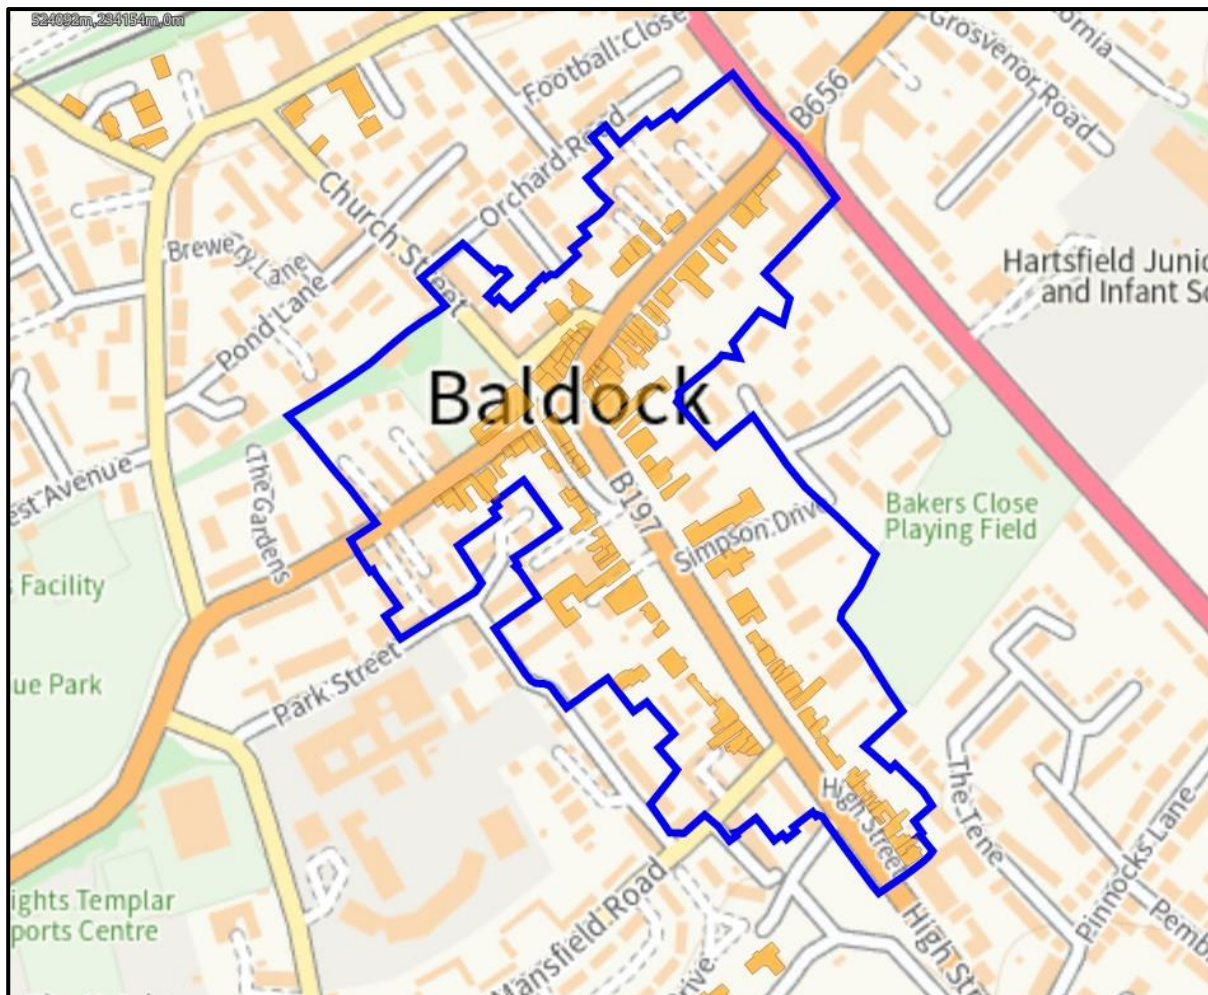 524092m,234154m,0m
Football Close
Grosvenor Road
B656
Orchard Road
Church Street
Brewery Lane
Pond Lane
Hartsfield Junic
and Infant Sc
Baldock
est Avenue
The Gardens
B197
Simpson Drive
Bakers Close
Playing Field
s Facility
ue Park
Park Street
High Street
The Tene
Pinnocks Lane
ights Templar
ports Centre
Mansfield Road
High Str
Pemb
Drive